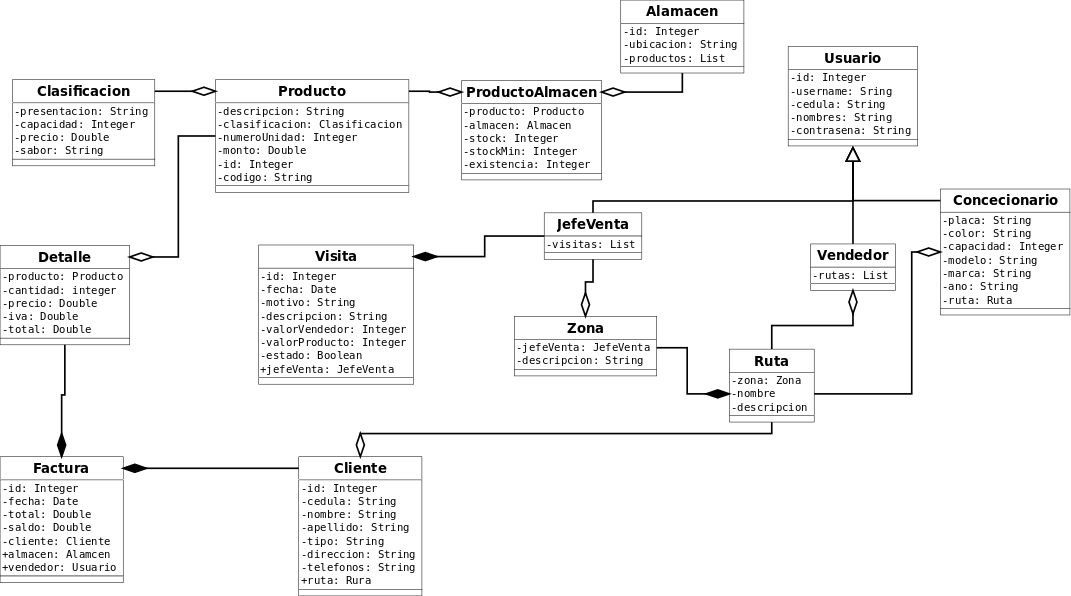 Alamacen
-id: Integer
-ubicacion: String
-productos: List
Usuario
-id: Integer
-username: Sring
-cedula: String
-nombres: String
-contrasena: String
Clasificacion
-presentacion: String
-capacidad: Integer
-precio: Double
-sabor: String
Producto
-descripcion: String
-clasificacion: Clasificacion
-numeroUnidad: Integer
-monto: Double
-id: Integer
-codigo: String
ProductoAlmacen
-producto: Producto
-almacen: Almacen
-stock: Integer
-stockMin: Integer
-existencia: Integer
Concecionario
-placa: String
-color: String
-capacidad: Integer
-modelo: String
-marca: String
-ano: String
-ruta: Ruta
JefeVenta
-visitas: List
Vendedor
-rutas: List
Detalle
-producto: Producto
-cantidad: integer
-precio: Double
-iva: Double
-total: Double
Visita
-id: Integer
-fecha: Date
-motivo: String
-descripcion: String
-valorVendedor: Integer
-valorProducto: Integer
-estado: Boolean
+jefeVenta: JefeVenta
Zona
-jefeVenta: JefeVenta
-descripcion: String
Ruta
-zona: Zona
-nombre
-descripcion
Factura
-id: Integer
-fecha: Date
-total: Double
-saldo: Double
-cliente: Cliente
+almacen: Alamcen
+vendedor: Usuario
Cliente
-id: Integer
-cedula: String
-nombre: String
-apellido: String
-tipo: String
-direccion: String
-telefonos: String
+ruta: Rura